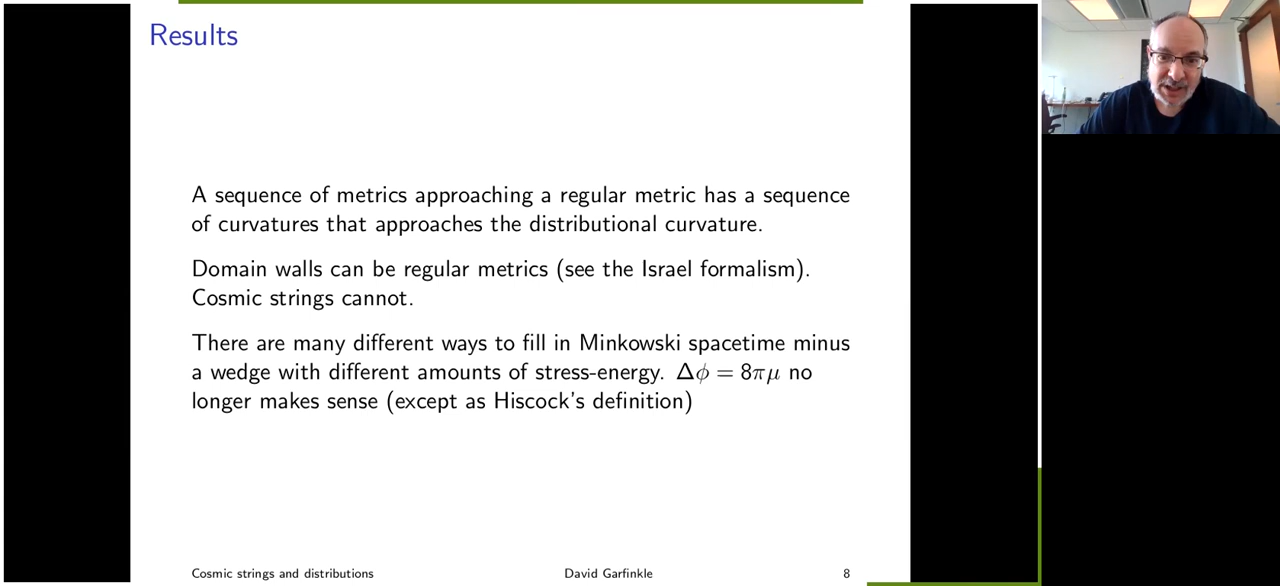 Results
A sequence of metrics approaching a regular metric has a sequence
of curvatures that approaches the distributional curvature.
Domain walls can be regular metrics (see the Israel formalism).
Cosmic strings cannot.
There are many different ways to fill in Minkowski spacetime minus
a wedge with different amounts of stress-energy. Δϕ = 8πμ no
longer makes sense (except as Hiscock's definition)
Cosmic strings and distributions David Garfinkle 8